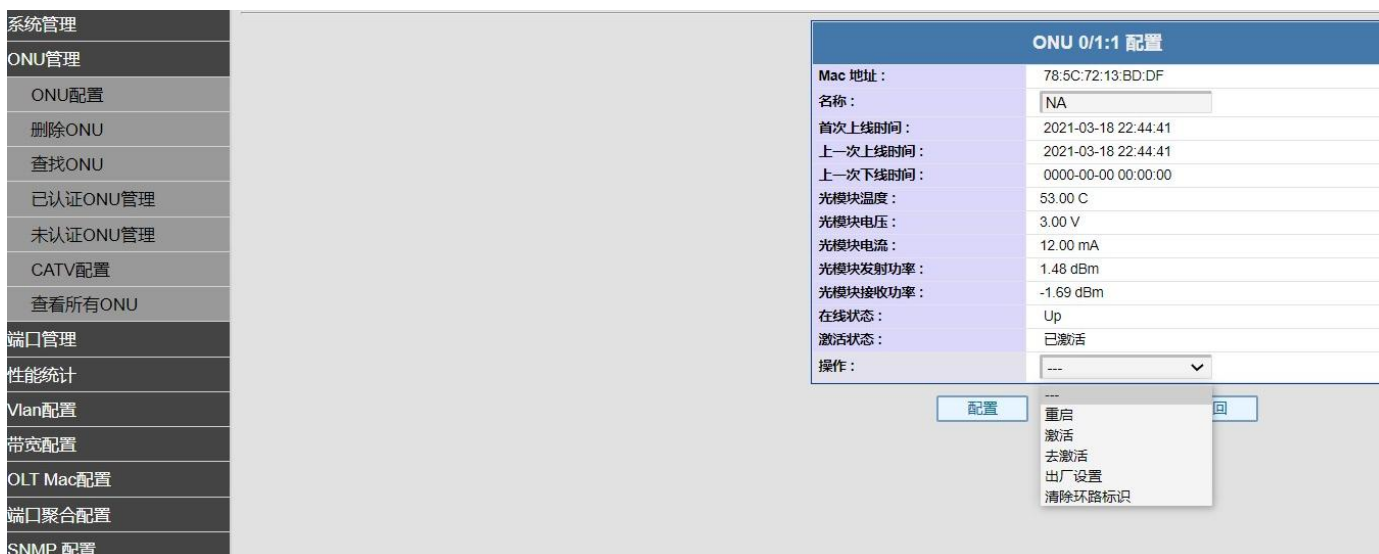 系统管理
ONU管理
ONU配置
删除ONU
查找ONU
已认证ONU管理
未认证ONU管理
CATV配置
查看所有ONU
端口管理
性能统计
Vlan配置
带宽配置
OLT Mac配置
端口聚合配置
SNMP 配置
ONU 0/1:1 配置
Mac 地址： 78:5C:72:13:BD:DF
名称： NA
首次上线时间： 2021-03-18 22:44:41
上一次上线时间： 2021-03-18 22:44:41
上一次下线时间： 0000-00-00 00:00:00
光模块温度： 53.00 C
光模块电压： 3.00 V
光模块电流： 12.00 mA
光模块发射功率： 1.48 dBm
光模块接收功率： -1.69 dBm
在线状态： Up
激活状态： 已激活
操作： ---
配置 回
---
重启
激活
去激活
出厂设置
清除环路标识